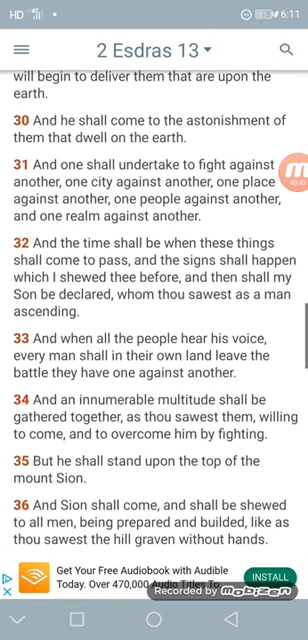 HD 4G 6:11
2 Esdras 13
will begin to deliver them that are upon the
earth.
30 And he shall come to the astonishment of
them that dwell on the earth.
31 And one shall undertake to fight against
another, one city against another, one place
against another, one people against another,
and one realm against another.
32 And the time shall be when these things
shall come to pass, and the signs shall happen
which I shewed thee before, and then shall my
Son be declared, whom thou sawest as a man
ascending.
33 And when all the people hear his voice,
every man shall in their own land leave the
battle they have one against another.
34 And an innumerable multitude shall be
gathered together, as thou sawest them, willing
to come, and to overcome him by fighting.
35 But he shall stand upon the top of the
mount Sion.
36 And Sion shall come, and shall be shewed
to all men, being prepared and builded, like as
thou sawest the hill graven without hands.
40:47
Get Your Free Audiobook with Audible
Today. Over 470,000 Audio Titles To
INSTALL
Recorded by mobizen